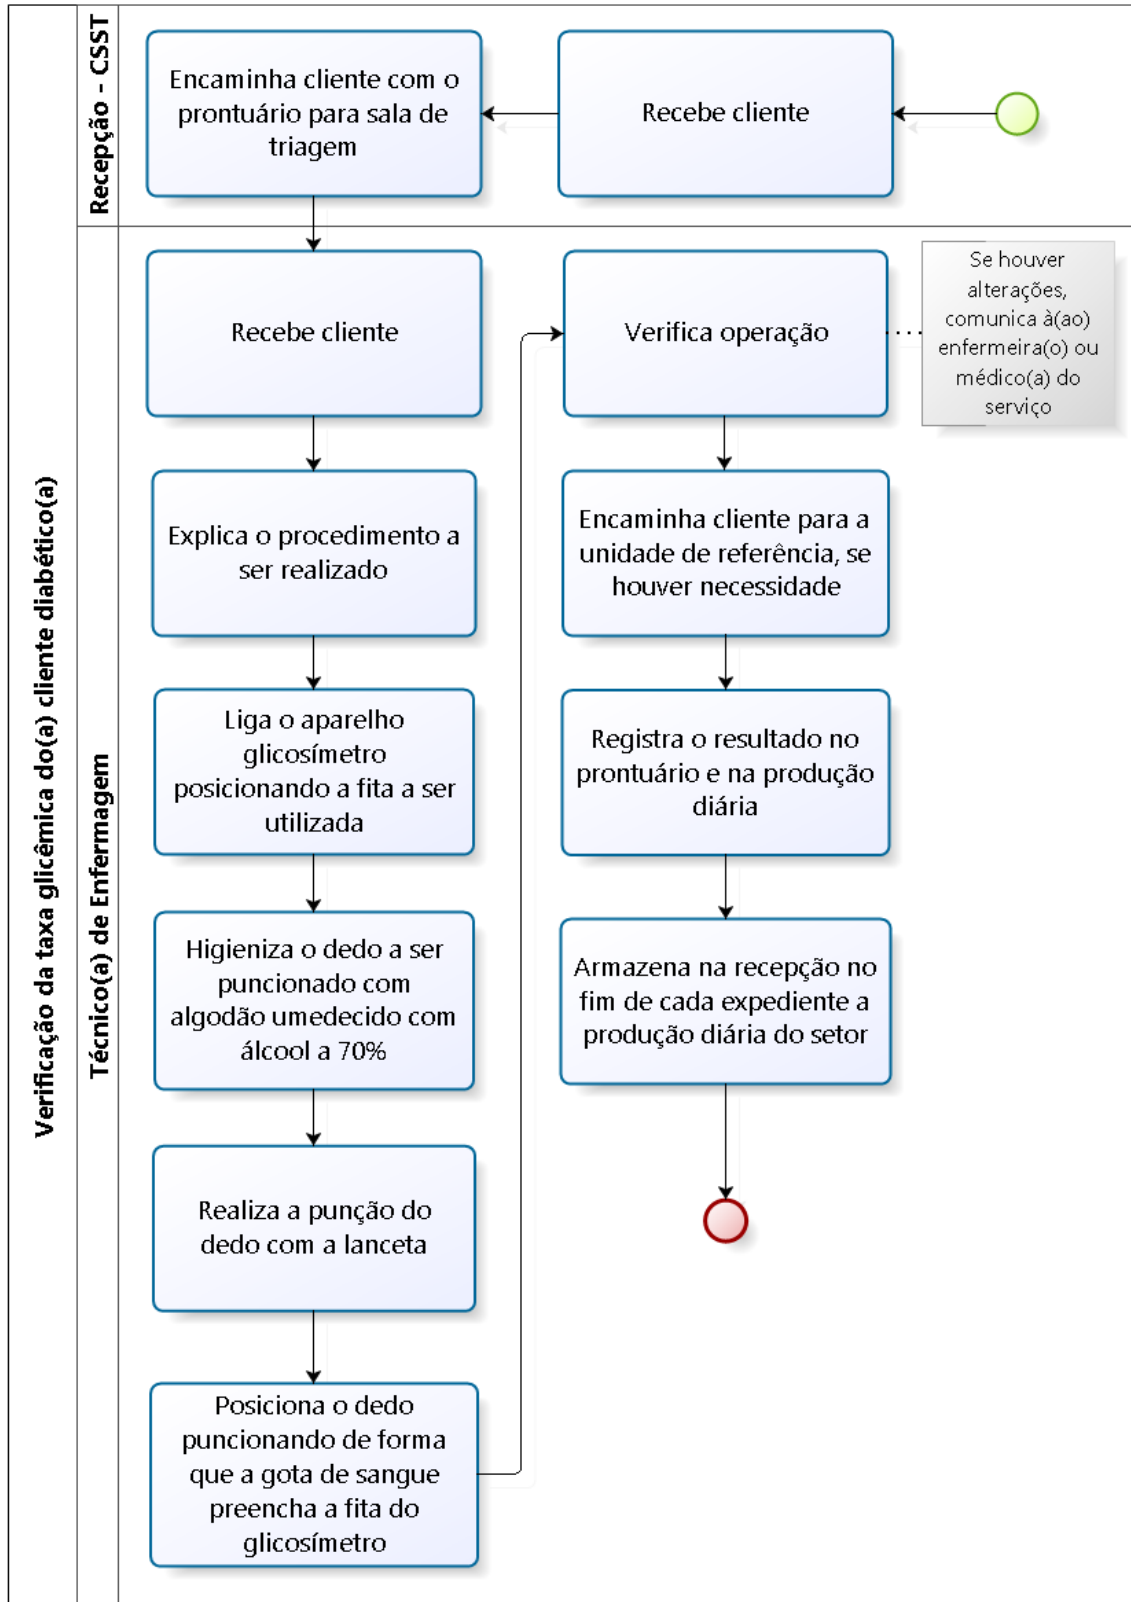 Verificação da taxa glicêmica do(a) cliente diabético(a)
Recepção - CSST
Recebe cliente
Encaminha cliente com o
prontuário para sala de
triagem
Técnico(a) de Enfermagem
Recebe cliente
Explica o procedimento a
ser realizado
Liga o aparelho
glicosímetro
posicionando a fita a ser
utilizada
Higieniza o dedo a ser
puncionado com
algodão umedecido com
álcool a 70%
Realiza a punção do
dedo com a lanceta
Posiciona o dedo
puncionando de forma
que a gota de sangue
preencha a fita do
glicosímetro
Verifica operação
Se houver
alterações,
comunica à(ao)
enfermeira(o) ou
médico(a) do
serviço
Encaminha cliente para a
unidade de referência, se
houver necessidade
Registra o resultado no
prontuário e na produção
diária
Armazena na recepção no
fim de cada expediente a
produção diária do setor